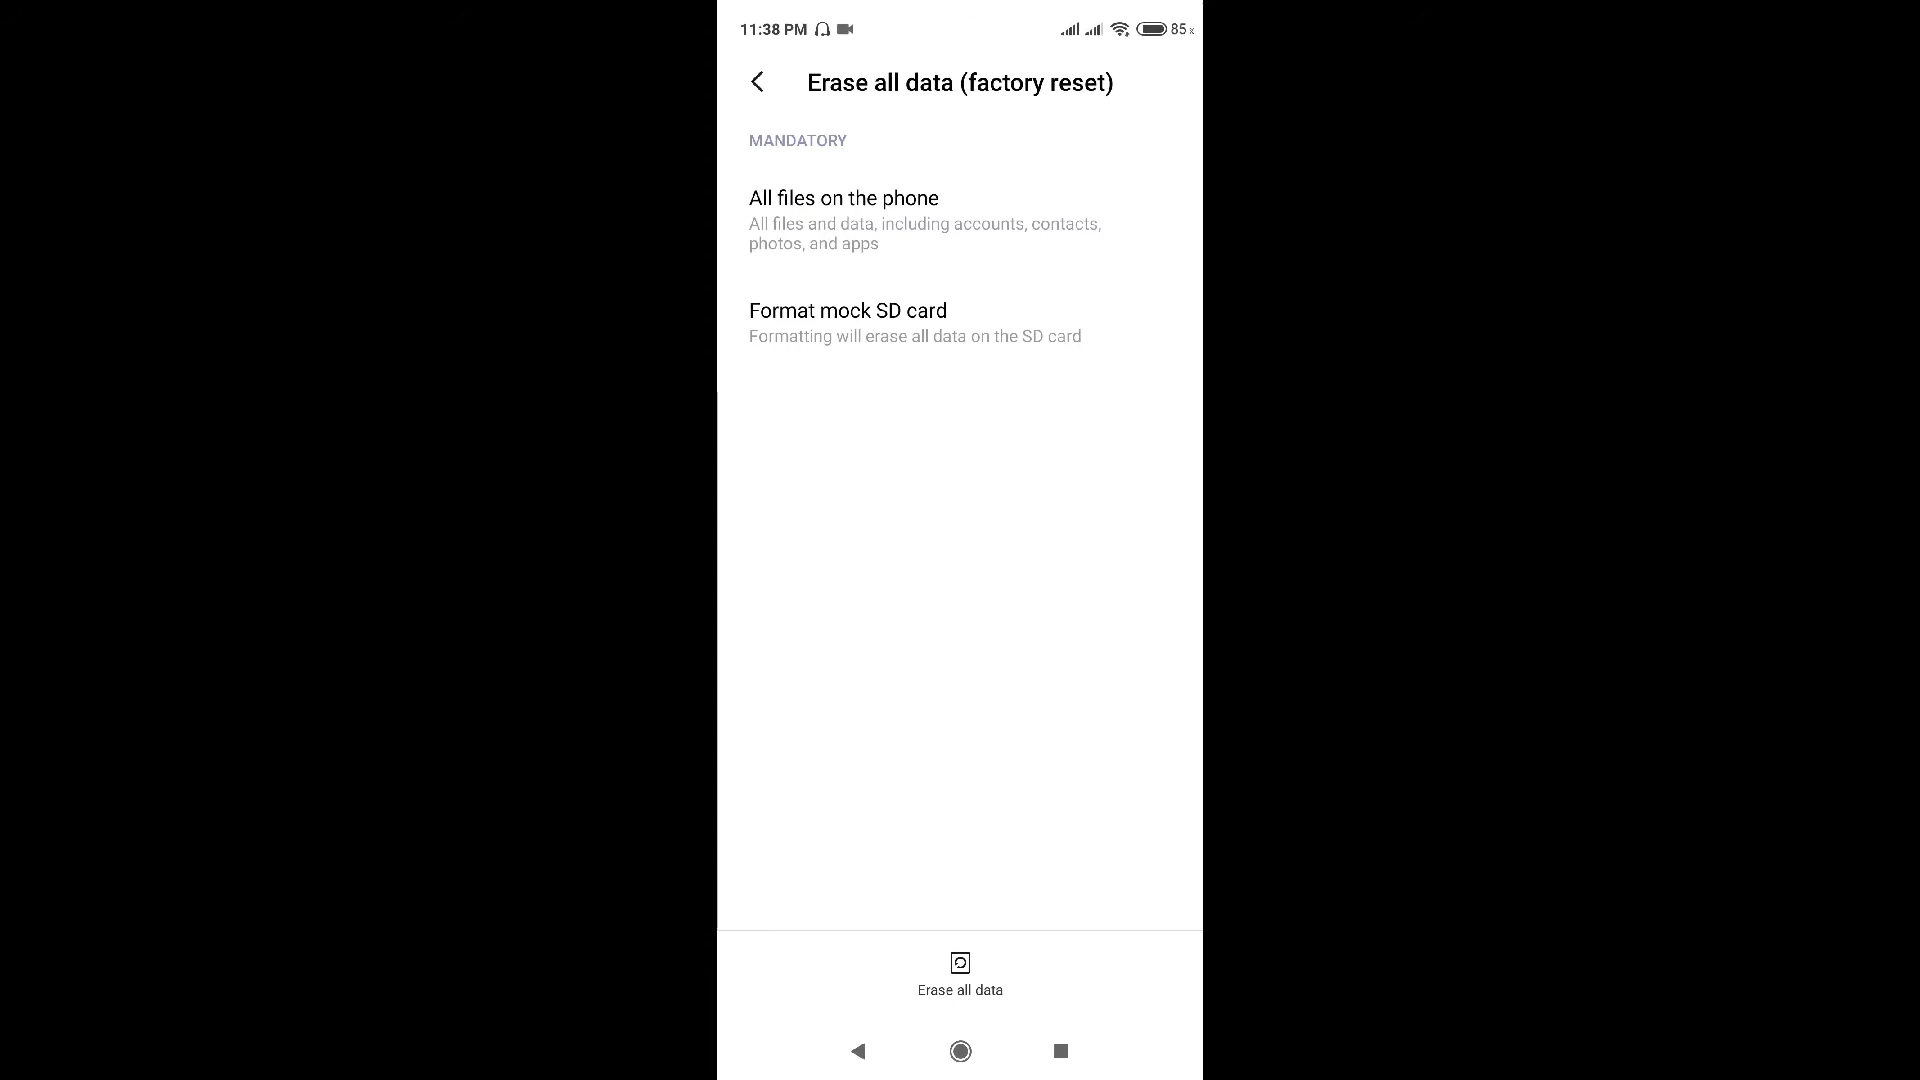 11:38 PM 85
Erase all data (factory reset)
MANDATORY
All files on the phone
All files and data, including accounts, contacts,
photos, and apps
Format mock SD card
Formatting will erase all data on the SD card
Erase all data